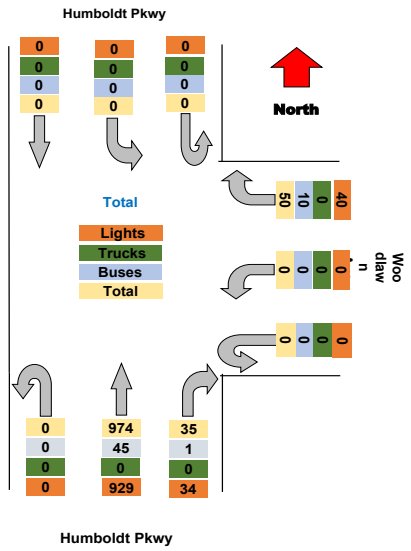 Humboldt Pkwy
0 0 0
0 0 0
0 0 0
0 0 0
North
50 10 0 40
Total
Lights
Trucks
Buses
Total
0 0 0 0
Woo
dlaw
n
0 0 0 0
0 974 35
0 45 1
0 0 0
0 929 34
Humboldt Pkwy